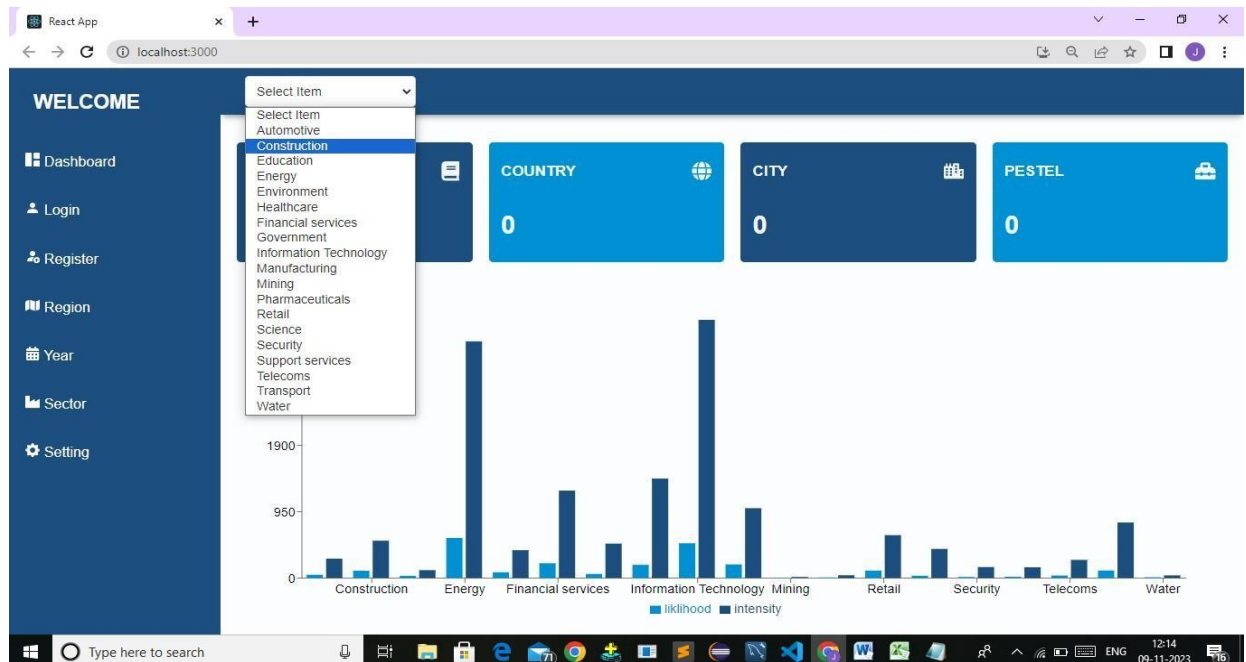 React App
localhost:3000
J
WELCOME
Select Item
Select Item
Automotive
Construction
Education
Energy
Environment
Healthcare
Financial services
Government
Information Technology
Manufacturing
Mining
Pharmaceuticals
Retail
Science
Security
Support services
Telecoms
Transport
Water
Dashboard
Login
Register
Region
Year
Sector
Setting
COUNTRY
0
CITY
0
PESTEL
0
1900
950
0
Construction Energy Financial services Information Technology Mining Retail Security Telecoms Water
liklihood intensity
Type here to search
71
ENG
12:14
09-11-2023
16